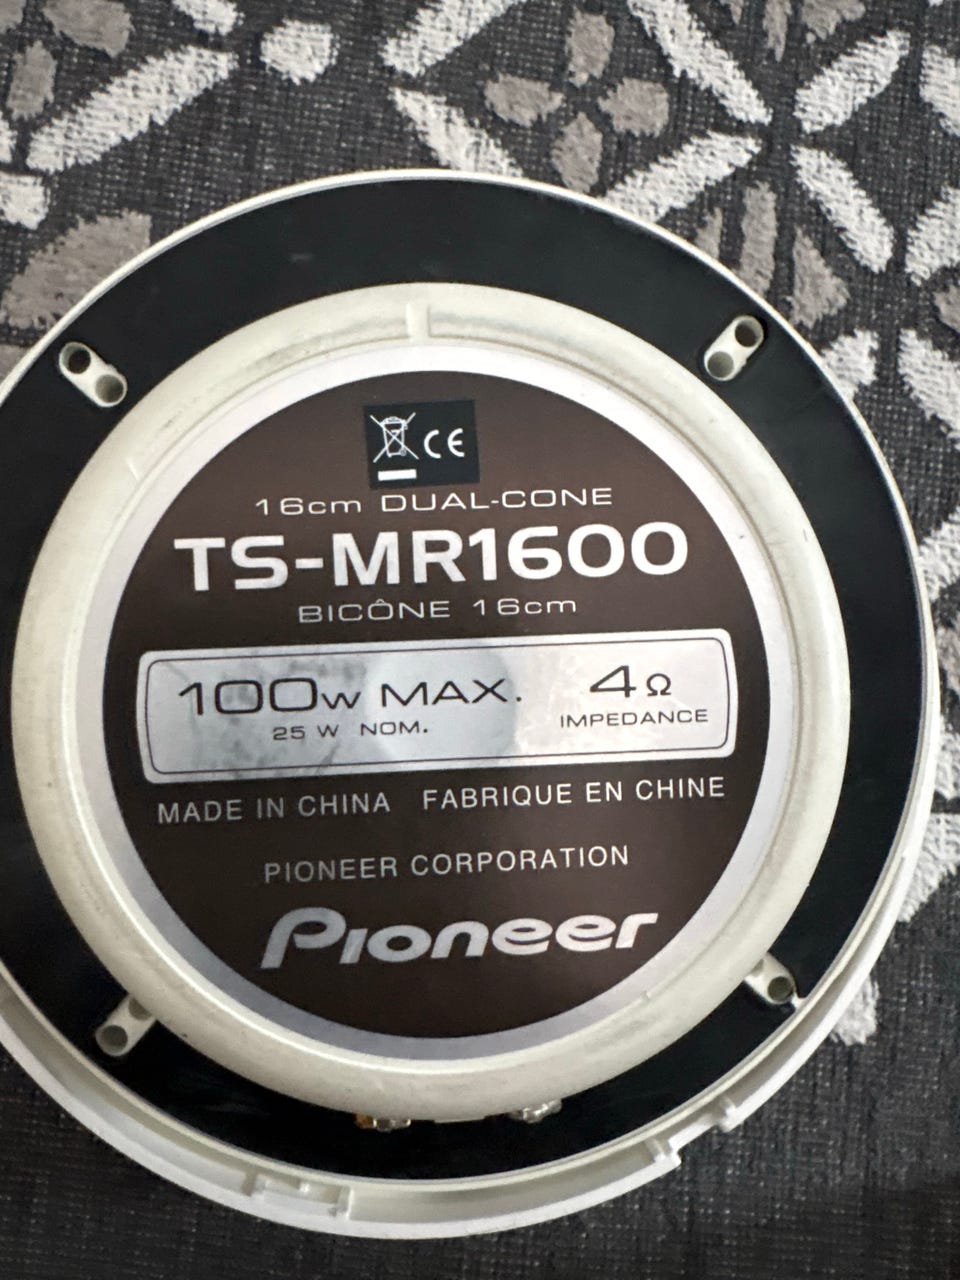 CE
16cm DUAL-CONE
TS-MR1600
BICÔNE 16cm
100W MAX. 4Ω
25 W NOM. IMPEDANCE
MADE IN CHINA FABRIQUE EN CHINE
PIONEER CORPORATION
Pioneer